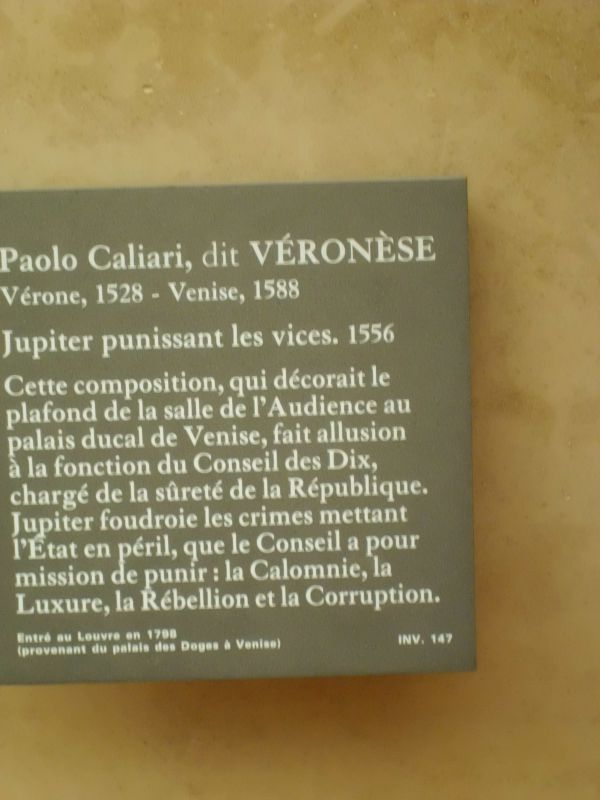 Paolo Caliari, dit VÉRONÈSE
Vérone, 1528 - Venise, 1588
Jupiter punissant les vices. 1556
Cette composition, qui décorait le
plafond de la salle de l'Audience au
palais ducal de Venise, fait allusion
à la fonction du Conseil des Dix,
chargé de la sûreté de la République.
Jupiter foudroie les crimes mettant
l'État en péril, que le Conseil a pour
mission de punir : la Calomnie, la
Luxure, la Rébellion et la Corruption.
Entré au Louvre en 1798
(provenant du palais des Doges à Venise)
INV. 147